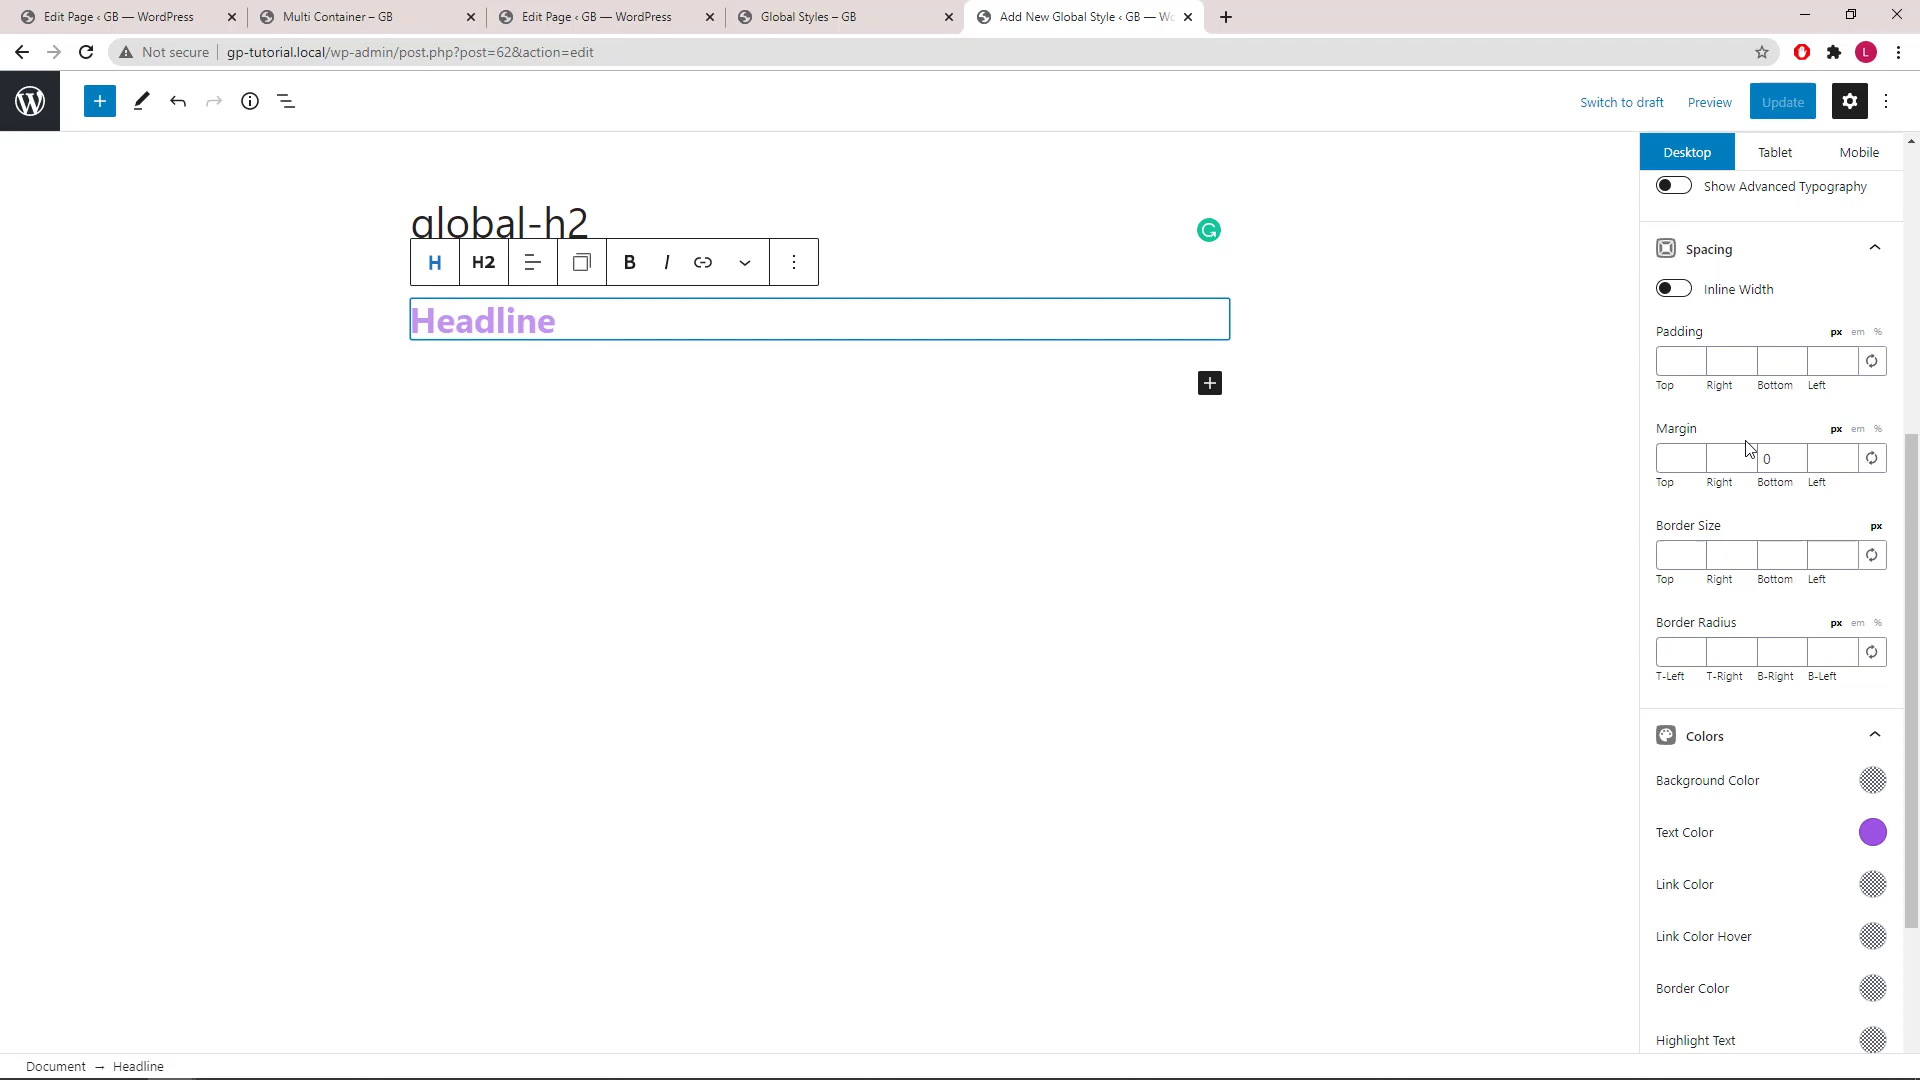 Edit Page ‹ GB — WordPress
Multi Container – GB
Edit Page ‹ GB — WordPress
Global Styles – GB
Add New Global Style ‹ GB — Wo
Not secure
gp-tutorial.local/wp-admin/post.php?post=62&action=edit
L
Switch to draft
Preview
Update
Desktop
Tablet
Mobile
Show Advanced Typography
global-h2
H
H2
B
I
Headline
Spacing
Inline Width
Padding
px em %
Top Right Bottom Left
Margin
px em %
0
Top Right Bottom Left
Border Size
px
Top Right Bottom Left
Border Radius
px em %
T-Left T-Right B-Right B-Left
Colors
Background Color
Text Color
Link Color
Link Color Hover
Border Color
Highlight Text
Document → Headline